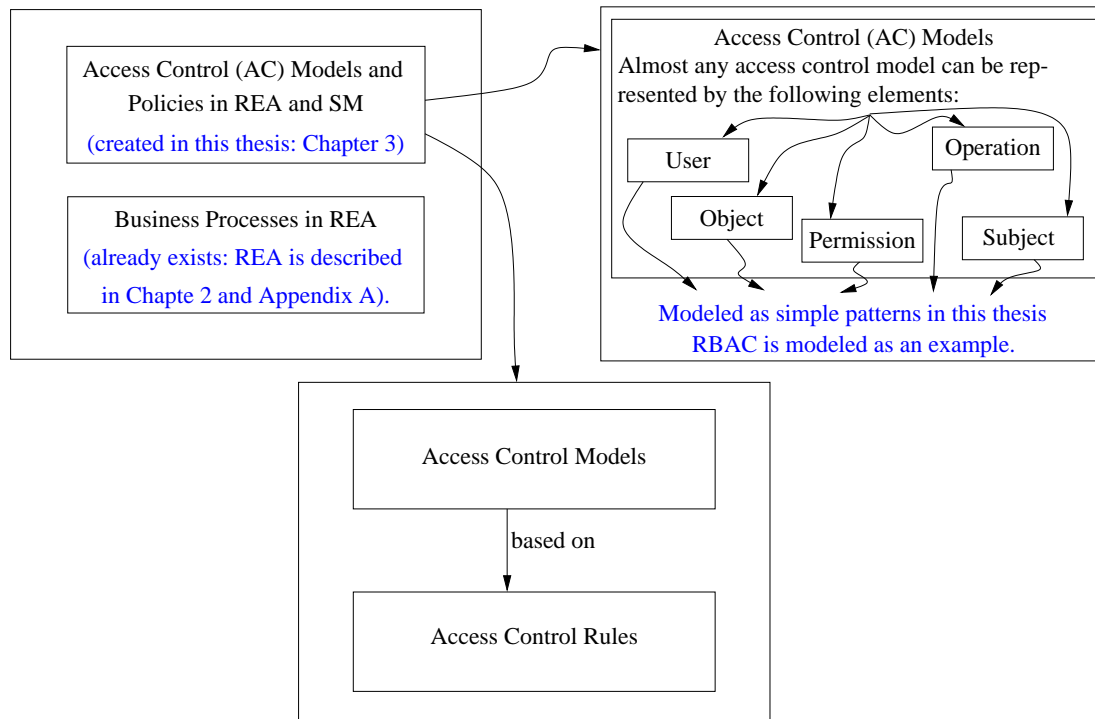 Access Control (AC) Models and
Policies in REA and SM
(created in this thesis: Chapter 3)
Business Processes in REA
(already exists: REA is described
in Chapte 2 and Appendix A).
Access Control (AC) Models
Almost any access control model can be rep-
resented by the following elements:
User
Operation
Object
Permission
Subject
Modeled as simple patterns in this thesis
RBAC is modeled as an example.
Access Control Models
based on
Access Control Rules